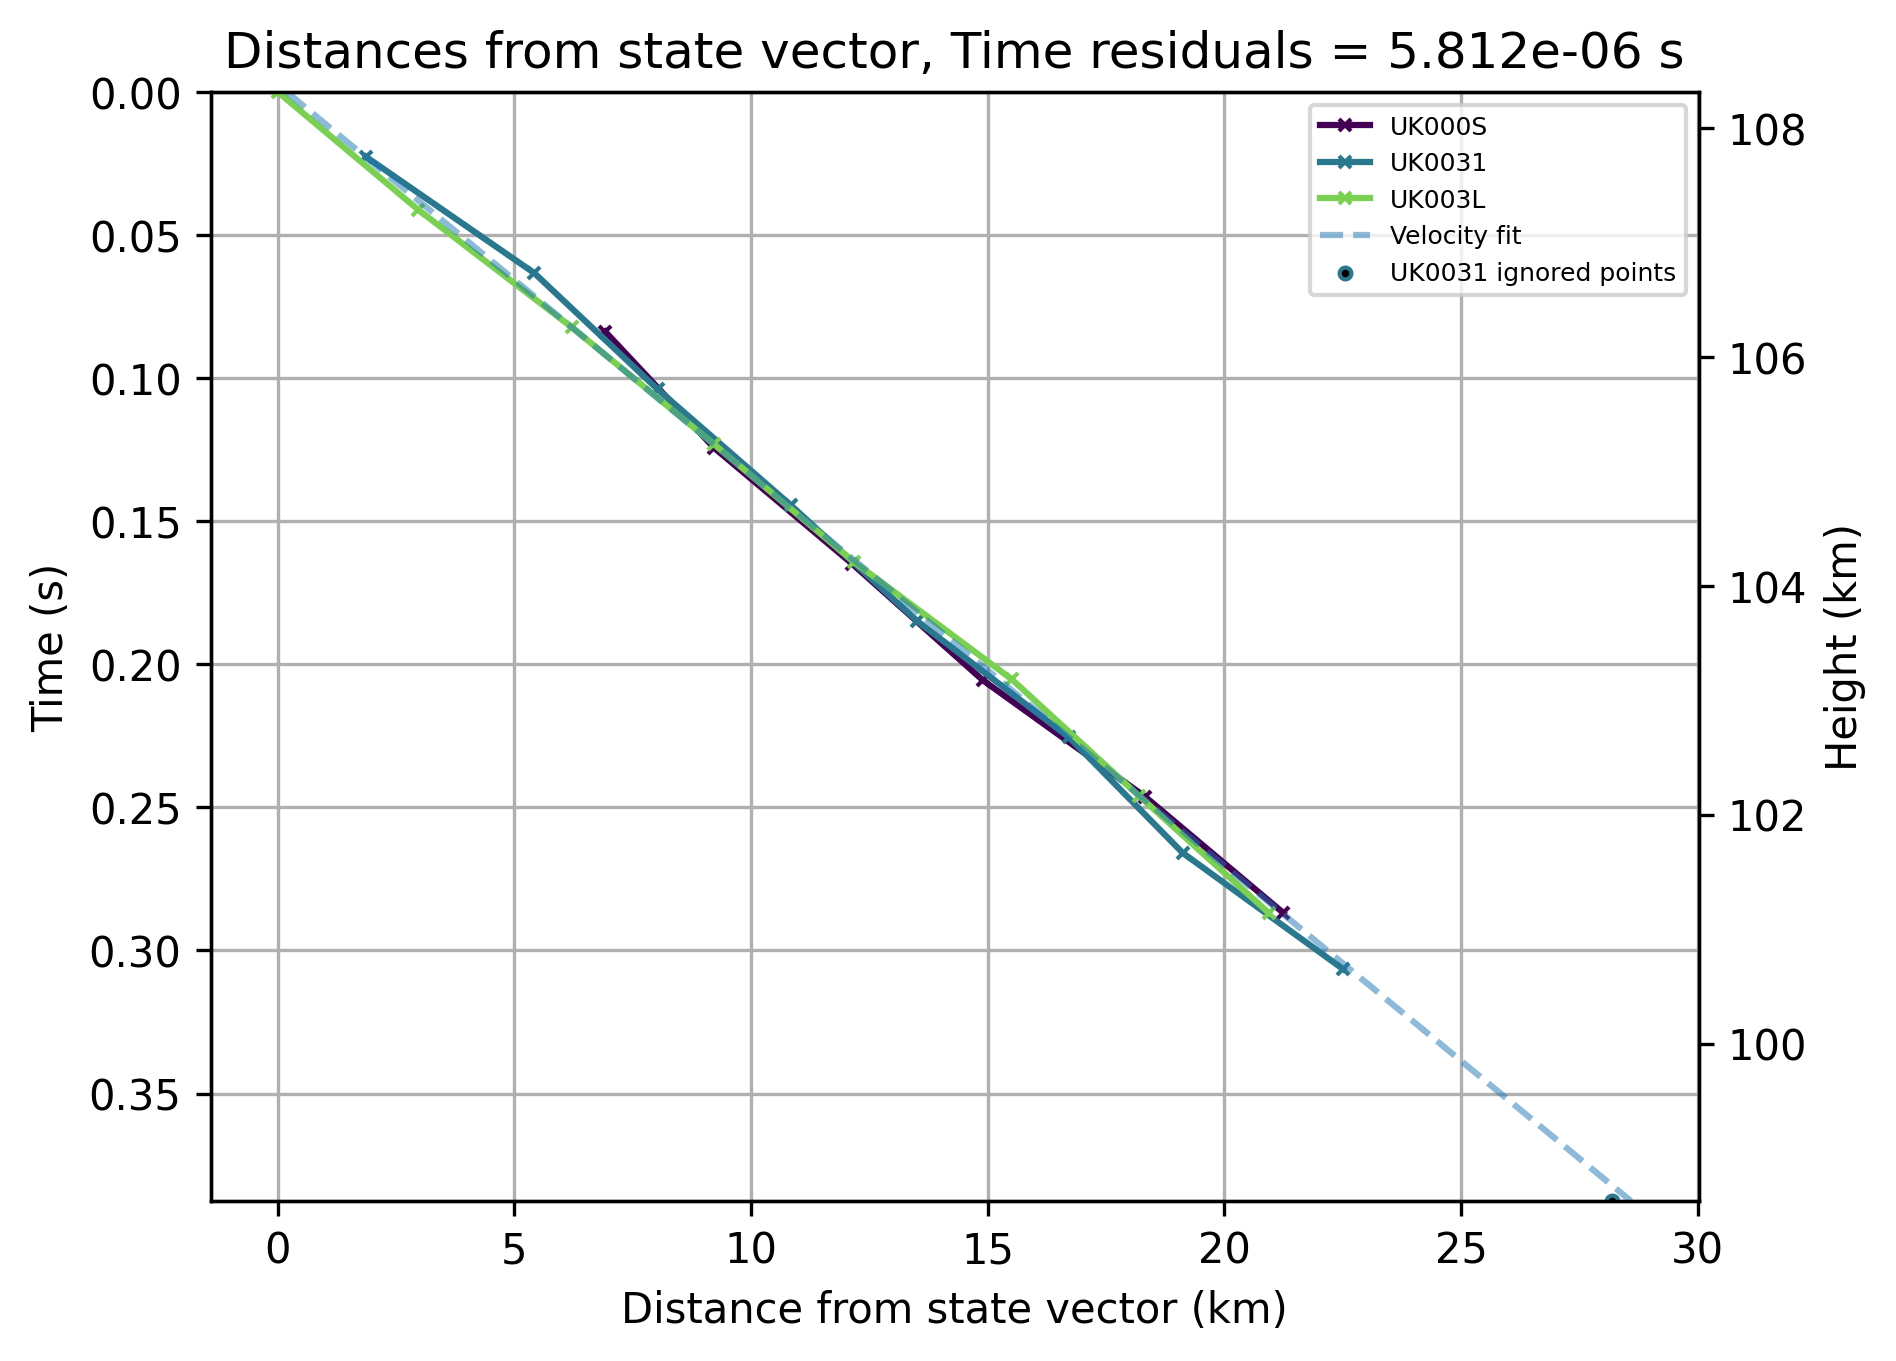 Distances from state vector, Time residuals = 5.812e-06 s
UK000S
UK0031
UK003L
Velocity fit
UK0031 ignored points
Time (s)
0.00
0.05
0.10
0.15
0.20
0.25
0.30
0.35
Height (km)
108
106
104
102
100
0
5
10
15
20
25
30
Distance from state vector (km)